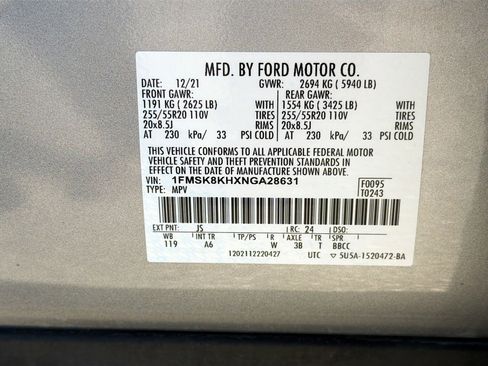 MFD. BY FORD MOTOR CO.
DATE: 12/21 GVWR: 2694 KG ( 5940 LB)
FRONT GAWR: REAR GAWR:
1191 KG ( 2625 LB) WITH 1554 KG ( 3425 LB) WITH
255/55R20 110V TIRES 255/55R20 110V TIRES
20x8.5J RIMS 20x8.5J RIMS
AT 230 kPa/ 33 PSI COLD AT 230 kPa/ 33 PSI COLD
THIS VEHICLE CONFORMS TO ALL APPLICABLE FEDERAL MOTOR
VEHICLE SAFETY AND THEFT PREVENTION STANDARDS IN
EFFECT ON THE DATE OF MANUFACTURE SHOWN ABOVE.
VIN: 1FMSK8KHXNGA28631 F0095
TYPE: MPV T0243
EXT PNT: JS RC: 24 DSO:
WB INT TR TP/PS R AXLE TR SPR
119 A6 W 3B T BBCC
1202112220427 UTC ▽ 5U5A-1520472-BA